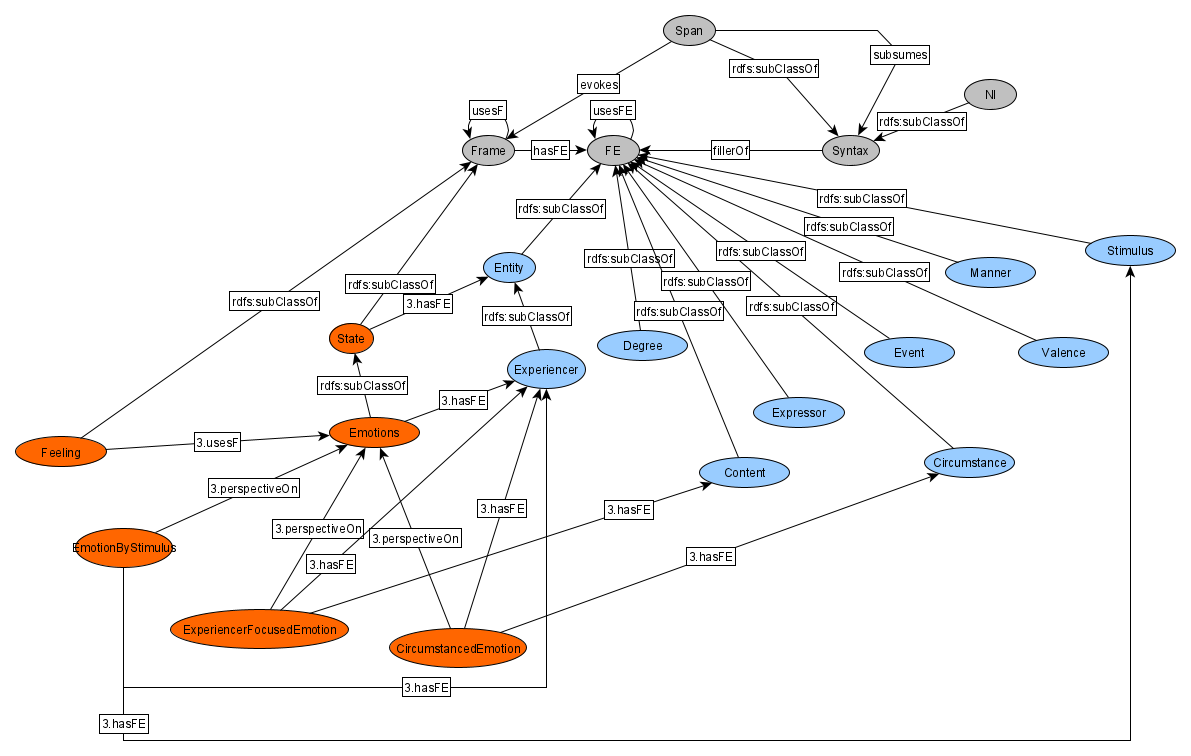 Span
subsumes
rdfs:subClassOf
evokes
NI
usesF
usesFE
rdfs:subClassOf
Frame
hasFE
FE
fillerOf
Syntax
rdfs:subClassOf
rdfs:subClassOf
rdfs:subClassOf
Stimulus
rdfs:subClassOf
rdfs:subClassOf
Entity
rdfs:subClassOf
Manner
rdfs:subClassOf
rdfs:subClassOf
rdfs:subClassOf
rdfs:subClassOf
3.hasFE
rdfs:subClassOf
rdfs:subClassOf
rdfs:subClassOf
State
Degree
Event
Valence
Experiencer
rdfs:subClassOf
3.hasFE
Expressor
Emotions
3.usesF
Feeling
Circumstance
Content
3.perspectiveOn
3.hasFE
3.hasFE
3.perspectiveOn
3.perspectiveOn
EmotionByStimulus
3.hasFE
3.hasFE
ExperiencerFocusedEmotion
CircumstancedEmotion
3.hasFE
3.hasFE